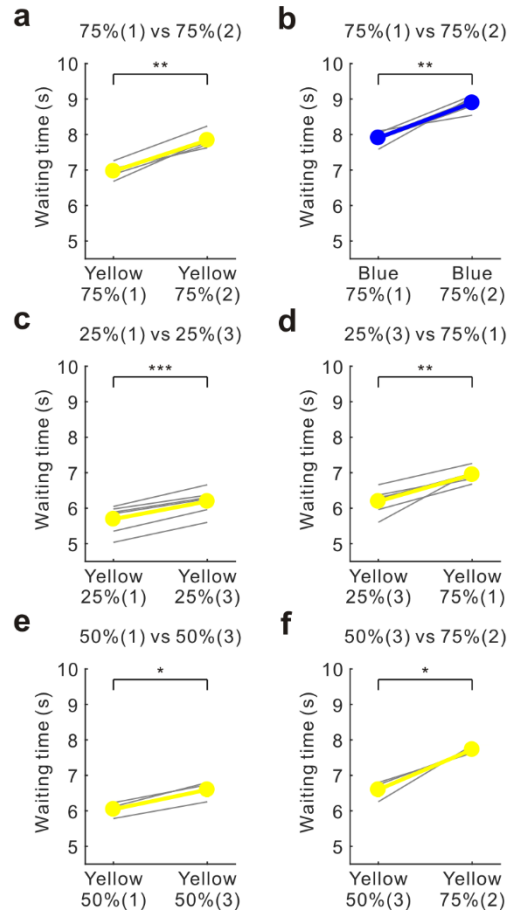 a
75%(1) vs 75%(2)
**
Waiting time (s)
10
9
8
7
6
5
Yellow Yellow
75%(1) 75%(2)
b
75%(1) vs 75%(2)
**
Waiting time (s)
10
9
8
7
6
5
Blue Blue
75%(1) 75%(2)
c
25%(1) vs 25%(3)
***
Waiting time (s)
10
9
8
7
6
5
Yellow Yellow
25%(1) 25%(3)
d
25%(3) vs 75%(1)
**
Waiting time (s)
10
9
8
7
6
5
Yellow Yellow
25%(3) 75%(1)
e
50%(1) vs 50%(3)
*
Waiting time (s)
10
9
8
7
6
5
Yellow Yellow
50%(1) 50%(3)
f
50%(3) vs 75%(2)
*
Waiting time (s)
10
9
8
7
6
5
Yellow Yellow
50%(3) 75%(2)